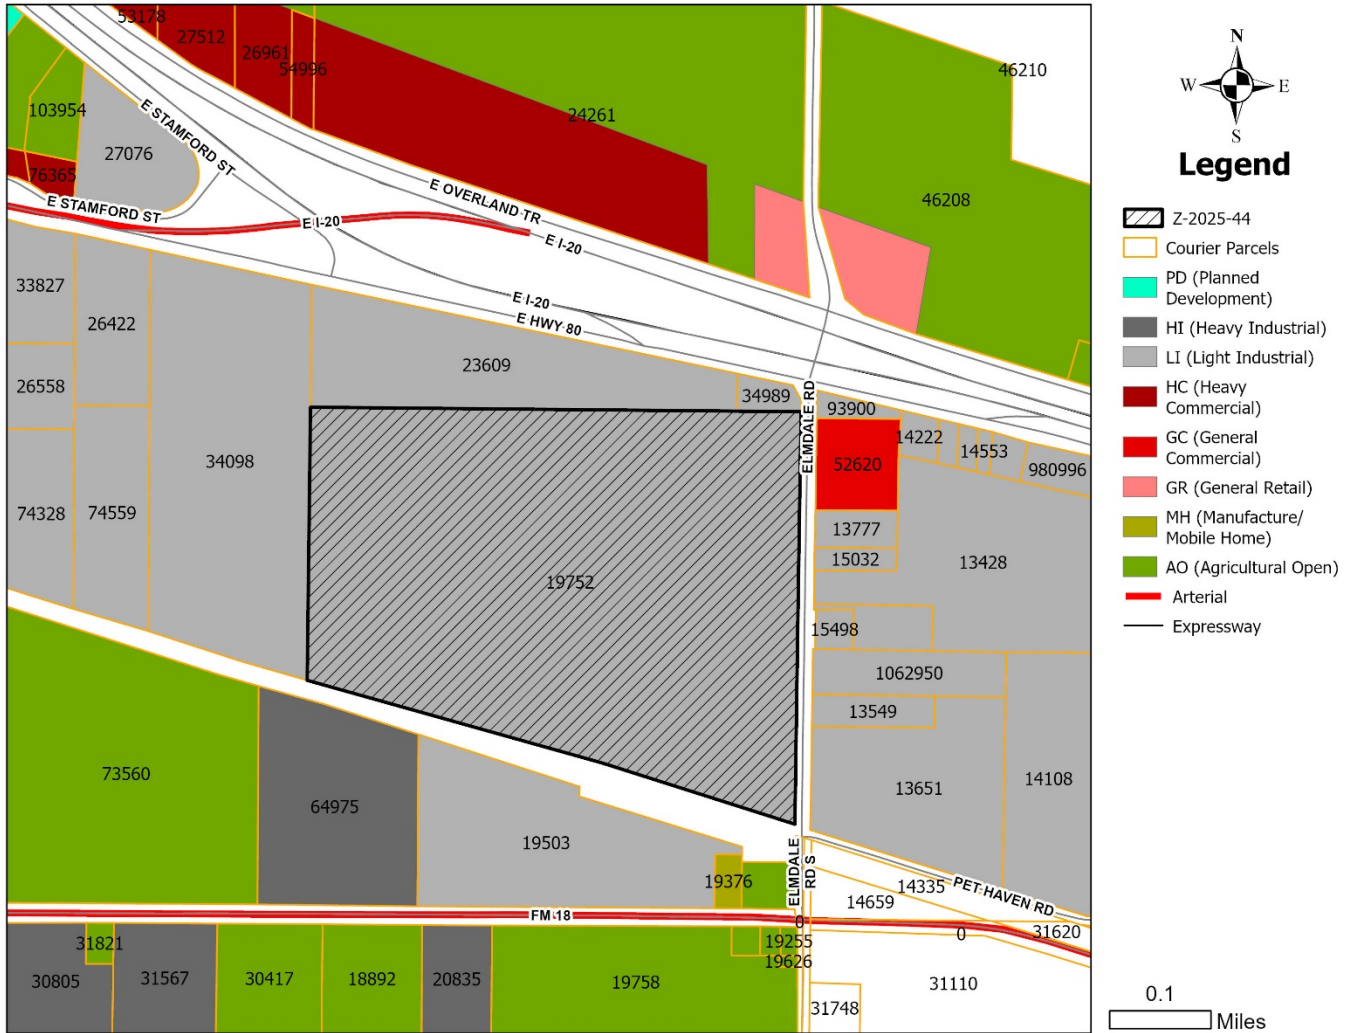 53178
27512
26961
54996
24261
46210
103954
27076
76365
E STAMFORD ST
E STAMFORD ST
E I-20
E OVERLAND TR
E I-20
46208
E I-20
E HWY 80
33827
26422
26558
34098
23609
34989
ELMDALE RD
93900
14222
14553
980996
52620
74328
74559
13777
15032
13428
19752
15498
1062950
13549
13651
14108
73560
64975
19503
19376
ELMDALE
RD S
14335
PET HAVEN RD
14659
31620
FM 18
0
0
31821
30805
31567
30417
18892
20835
19758
19255
19626
31110
31748
N
W
E
S
Legend
Z-2025-44
Courier Parcels
PD (Planned
Development)
HI (Heavy Industrial)
LI (Light Industrial)
HC (Heavy
Commercial)
GC (General
Commercial)
GR (General Retail)
MH (Manufacture/
Mobile Home)
AO (Agricultural Open)
Arterial
Expressway
0.1
Miles